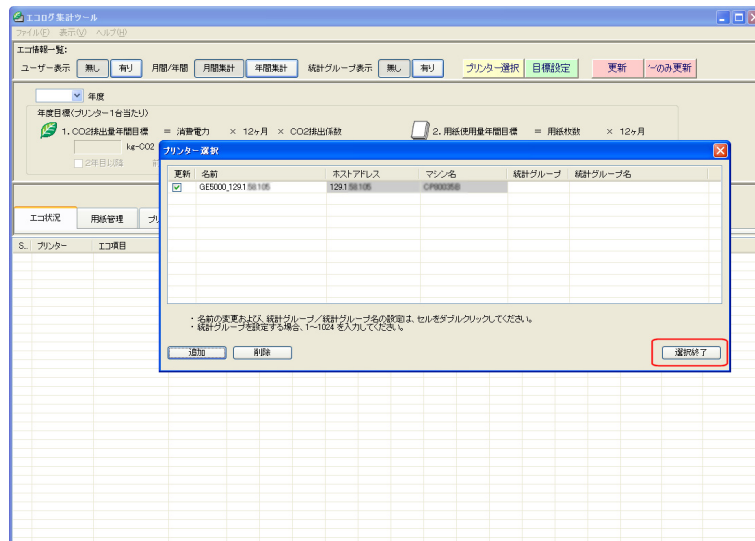 エコログ集計ツール
ファイル(F) 表示(V) ヘルプ(H)
エコ情報一覧:
ユーザー表示 無し 有り 月間/年間 月間集計 年間集計 統計グループ表示 無し 有り プリンター選択 目標設定 更新 のみ更新
年度
年度目標(プリンター1台当たり)
1. CO2排出量年間目標 = 消費電力 × 12ヶ月 × CO2排出係数 2. 用紙使用量年間目標 = 用紙枚数 × 12ヶ月
kg-CO2
2年目以降
プリンター選択
更新 名前 ホストアドレス マシン名 統計グループ 統計グループ名
GE5000_129.1.58.105 129.1.58.105
・名前の変更および、統計グループ/統計グループ名の設定は、セルをダブルクリックしてください。
・統計グループを設定する場合、1~1024 を入力してください。
追加 削除 選択終了
エコ状況 用紙管理
S.. プリンター エコ項目